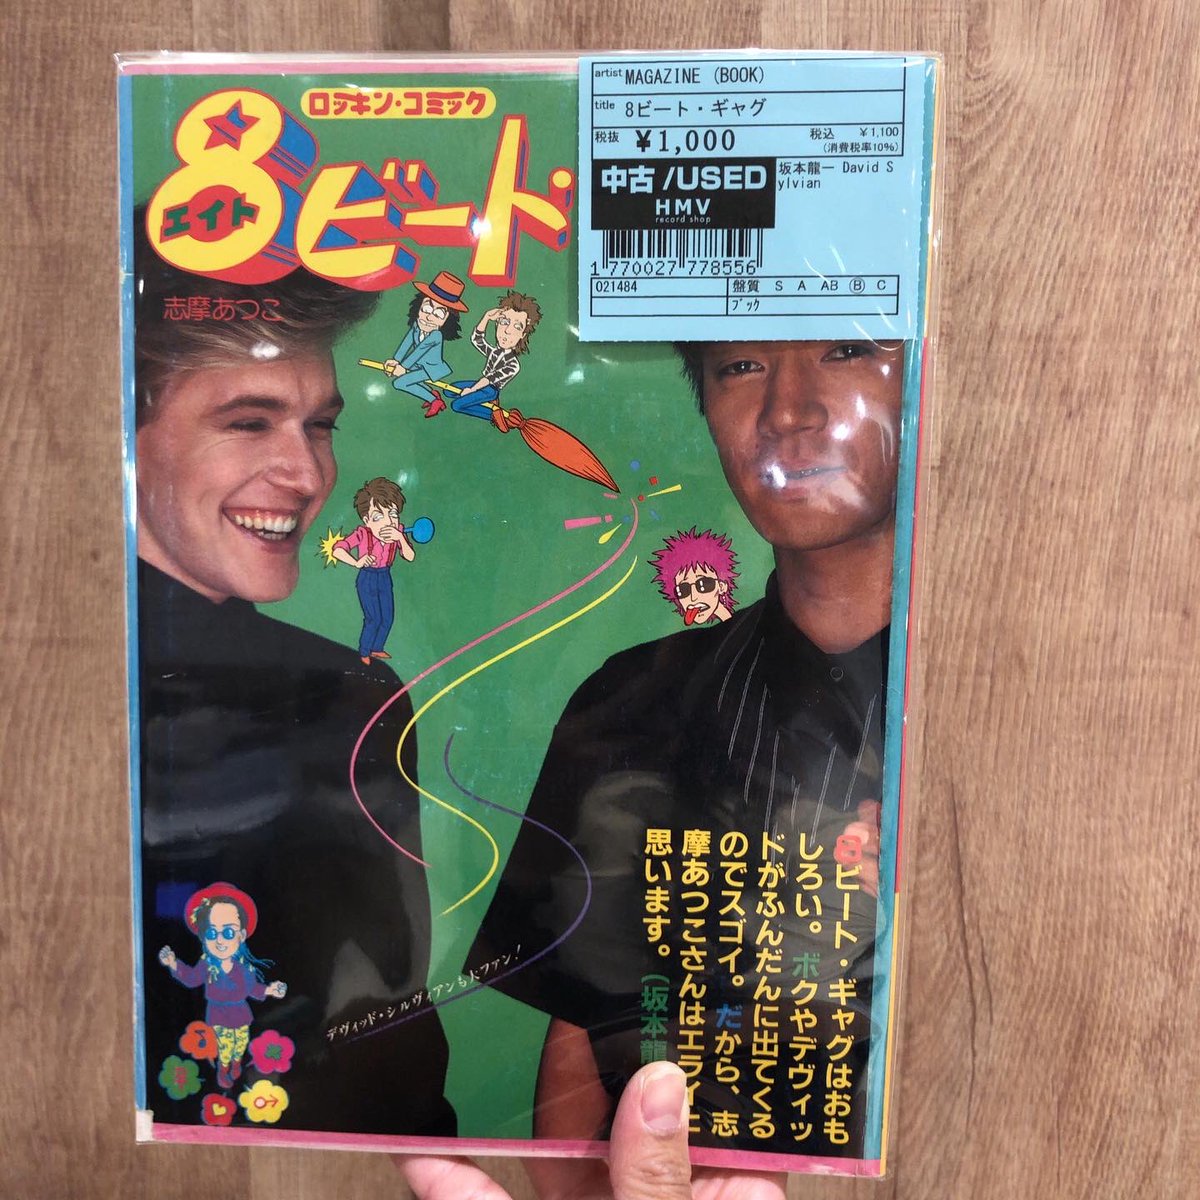 ロッキン・コミック
8ビート
エイト
志摩あつこ
artist MAGAZINE (BOOK)
title 8ビート・ギャグ
税抜 ¥1,000 税込 ¥1,100
(消費税率10%)
中古/USED
HMV
record shop
坂本龍一 David S
ylvian
1770027778556
021484 盤質 S A AB B C
ブック
8ビート・ギャグはおも
しろい。ボクやデヴィッ
ドがふんだんに出てくる
のでスゴイ。だから、志
摩あつこさんはエライと
思います。(坂本龍
デヴィッド・シルヴィアンも大ファン!